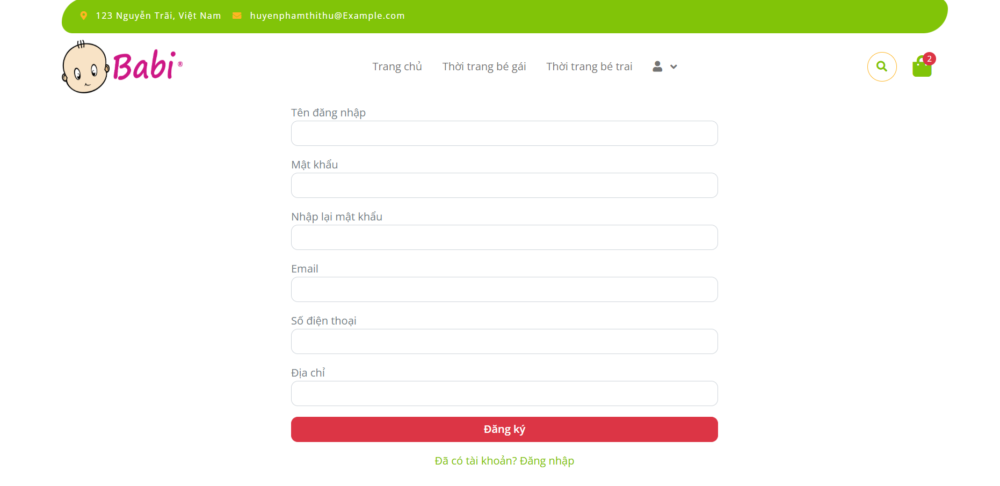 123 Nguyễn Trãi, Việt Nam huyenphamthithu@Example.com
Babi ®
Trang chủ Thời trang bé gái Thời trang bé trai
2
Tên đăng nhập
Mật khẩu
Nhập lại mật khẩu
Email
Số điện thoại
Địa chỉ
Đăng ký
Đã có tài khoản? Đăng nhập